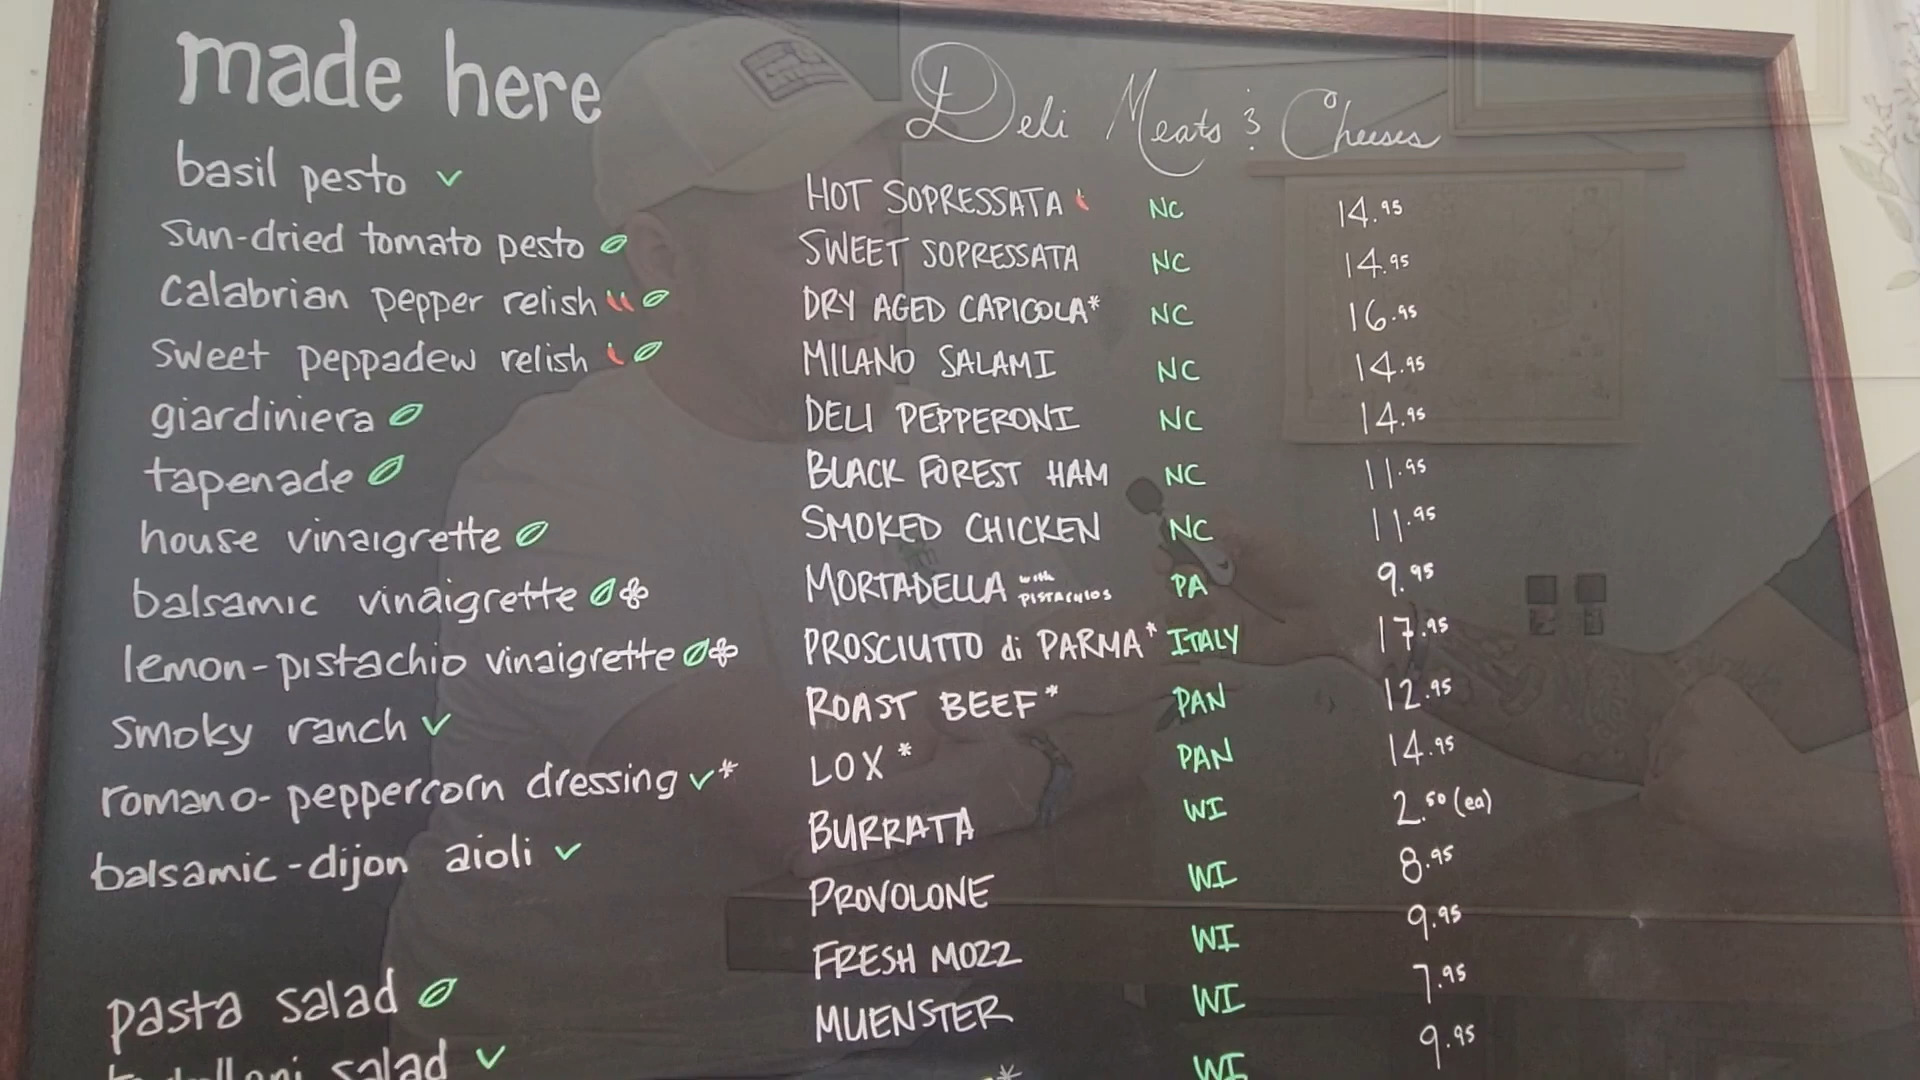 made here
basil pesto ✓
sun-dried tomato pesto
calabrian pepper relish
sweet peppadew relish
giardiniera
tapenade
house vinaigrette
balsamic vinaigrette
lemon-pistachio vinaigrette
smoky ranch ✓
romano-peppercorn dressing ✓*
balsamic-dijon aioli ✓
pasta salad
salad ✓
Deli Meats & Cheeses
HOT SOPRESSATA NC 14.95
SWEET SOPRESSATA NC 14.95
DRY AGED CAPICOLA* NC 16.95
MILANO SALAMI NC 14.95
DELI PEPPERONI NC 14.95
BLACK FOREST HAM NC 11.95
SMOKED CHICKEN NC 11.95
MORTADELLA with PISTACHIOS PA 9.95
PROSCIUTTO di PARMA* ITALY 17.95
ROAST BEEF* PAN 12.95
LOX* PAN 14.95
BURRATA WI 2.50 (ea)
PROVOLONE WI 8.95
FRESH MOZZ WI 9.95
MUENSTER WI 7.95
* WI 9.95